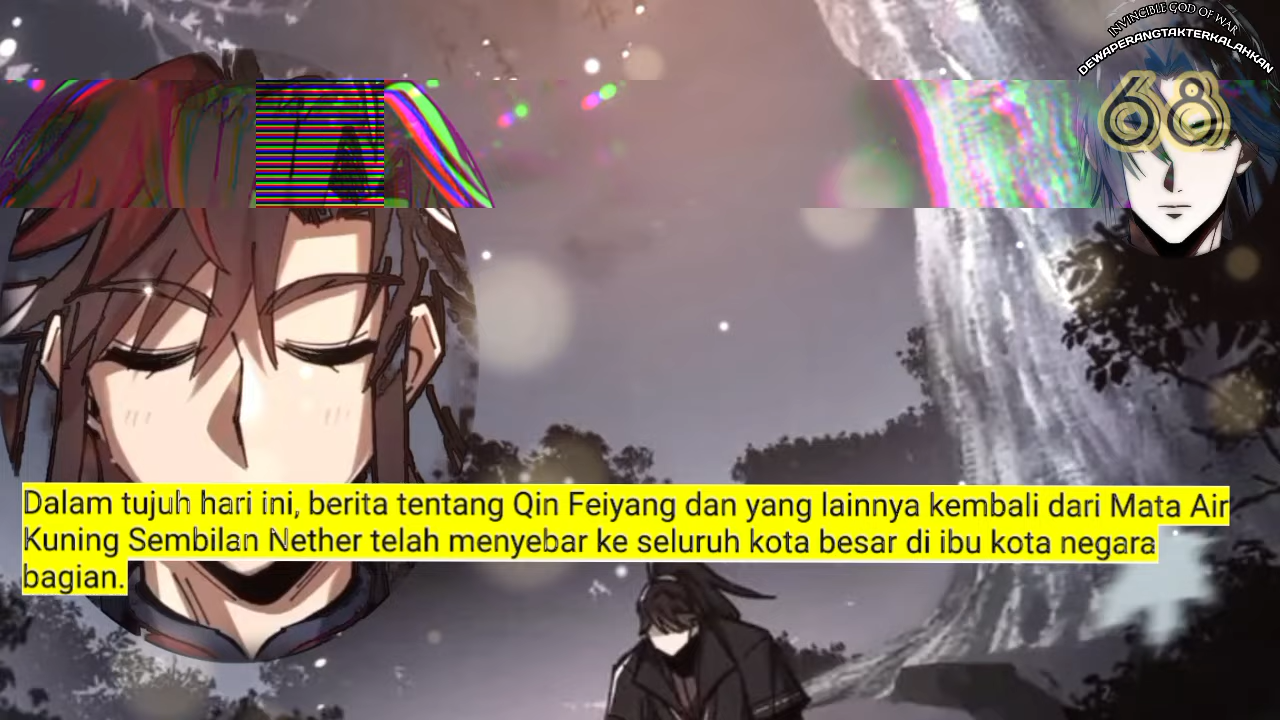 INVINCIBLE GOD OF WAR
DEWAPERANGTAKTERKALAHKAN
68
Dalam tujuh hari ini, berita tentang Qin Feiyang dan yang lainnya kembali dari Mata Air
Kuning Sembilan Nether telah menyebar ke seluruh kota besar di ibu kota negara
bagian.